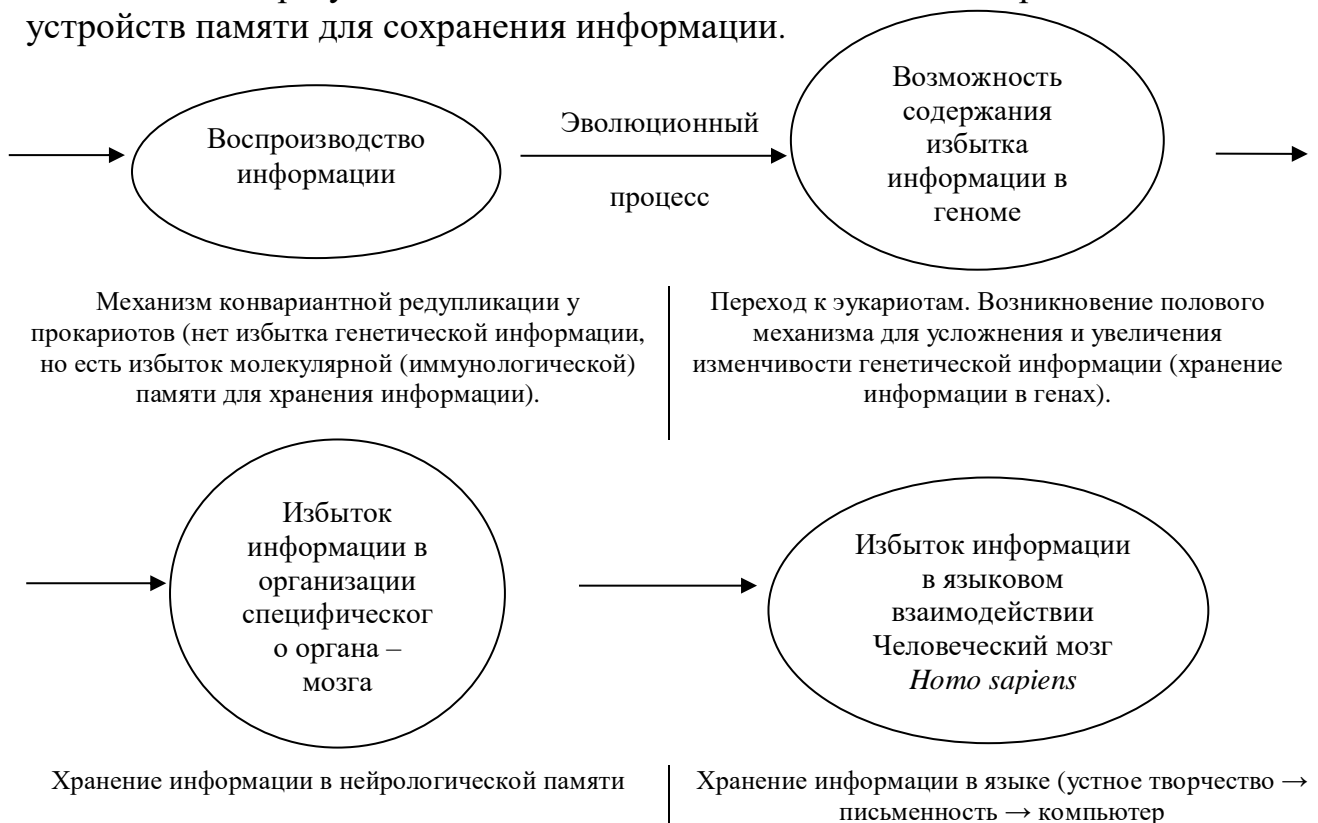 устройств памяти для сохранения информации.
Воспроизводство
информации
Эволюционный
процесс
Возможность
содержания
избытка
информации в
геноме
Механизм конвариантной редупликации у
прокариотов (нет избытка генетической информации,
но есть избыток молекулярной (иммунологической)
памяти для хранения информации).
Переход к эукариотам. Возникновение полового
механизма для усложнения и увеличения
изменчивости генетической информации (хранение
информации в генах).
Избыток
информации в
организации
специфическог
о органа –
мозга
Избыток информации
в языковом
взаимодействии
Человеческий мозг
Homo sapiens
Хранение информации в нейрологической памяти
Хранение информации в языке (устное творчество →
письменность → компьютер